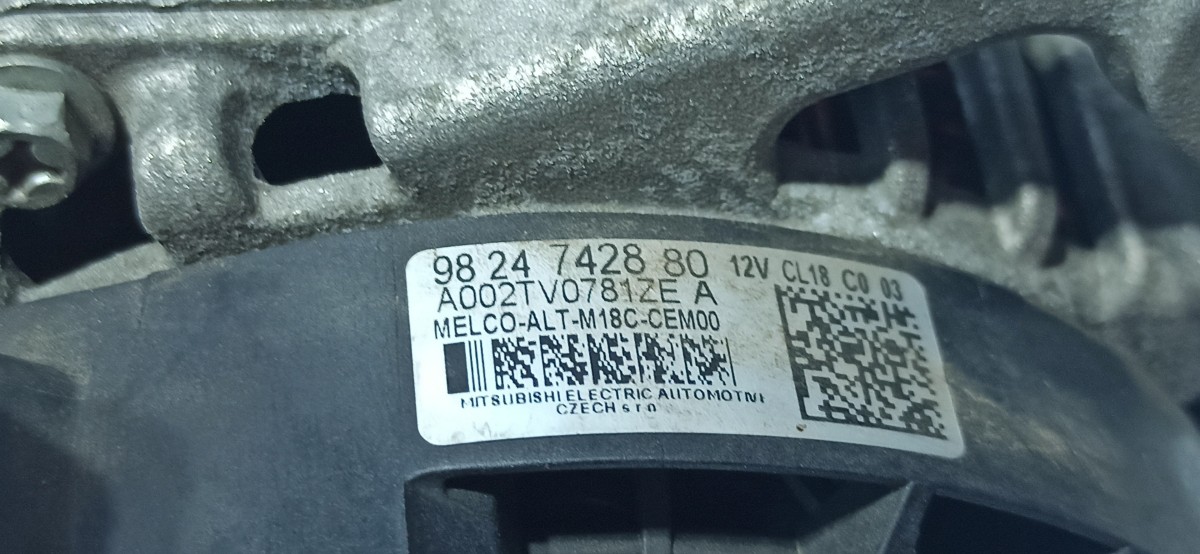 98 24 7428 80 12V CL18 C0 03
A002TV0781ZE A
MELCO-ALT-M18C-CEM00
MITSUBISHI ELECTRIC AUTOMOTIVE
CZECH s r o